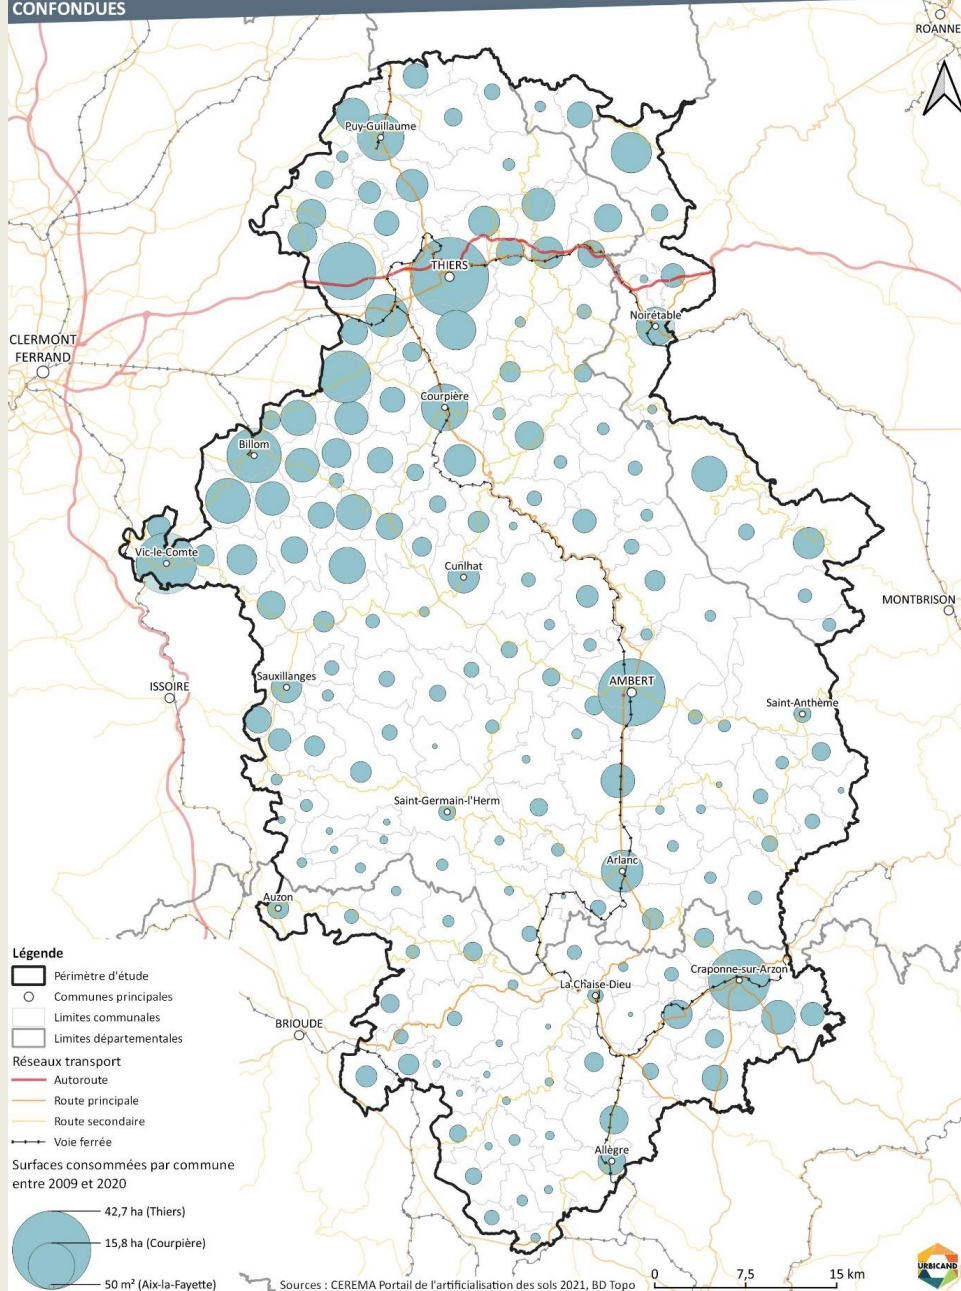 CONFONDUES
ROANNE
Puy-Guillaume
THIERS
Noirétable
CLERMONT
FERRAND
Courpière
Billom
Vic-le-Comte
Cunlhat
MONTBRISON
ISSOIRE
Sauxillanges
AMBERT
Saint-Anthème
Saint-Germain-l'Herm
Arlanc
Auzon
Craponne-sur-Arzon
La Chaise-Dieu
BRIOUDE
Allègre
Légende
Périmètre d'étude
Communes principales
Limites communales
Limites départementales
Réseaux transport
Autoroute
Route principale
Route secondaire
Voie ferrée
Surfaces consommées par commune
entre 2009 et 2020
42,7 ha (Thiers)
15,8 ha (Courpière)
50 m² (Aix-la-Fayette)
Sources : CEREMA Portail de l'artificialisation des sols 2021, BD Topo
0 7,5 15 km
URBICAND